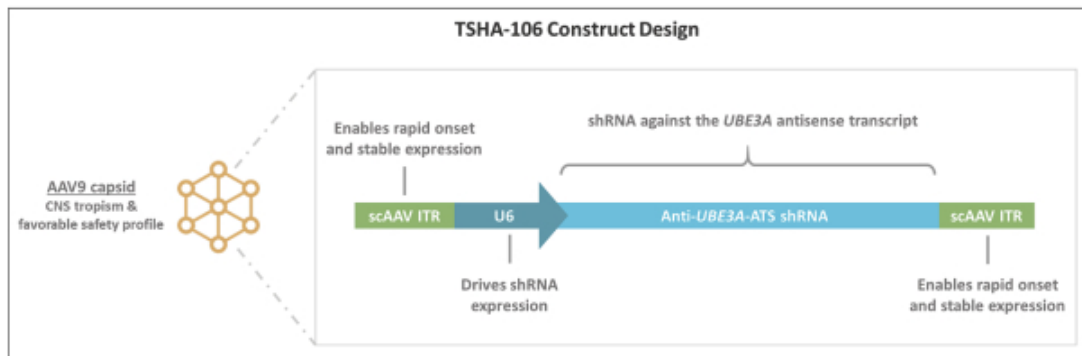 TSHA-106 Construct Design
AAV9 capsid
CNS tropism &
favorable safety profile
Enables rapid onset
and stable expression
shRNA against the UBE3A antisense transcript
scAAV ITR
U6
Anti-UBE3A-ATS shRNA
scAAV ITR
Drives shRNA
expression
Enables rapid onset
and stable expression